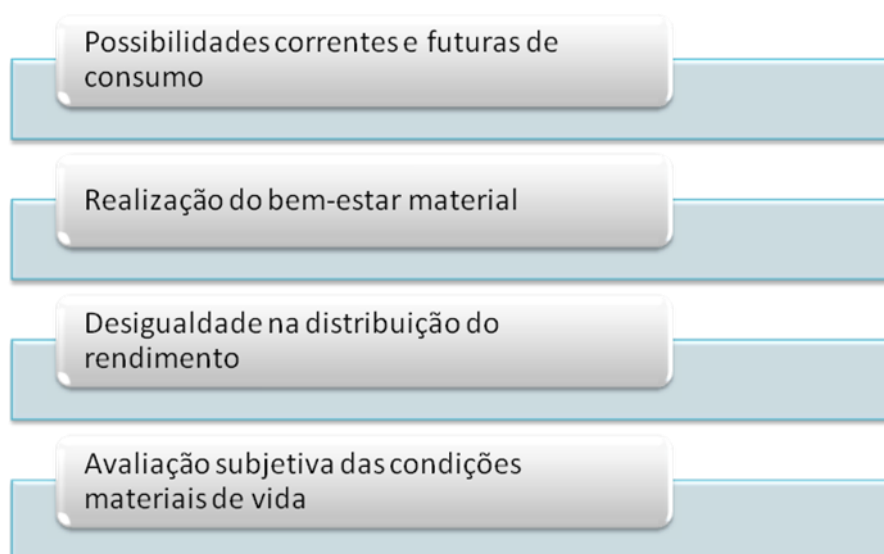 Possibilidades correntes e futuras de
consumo
Realização do bem-estar material
Desigualdade na distribuição do
rendimento
Avaliação subjetiva das condições
materiais de vida